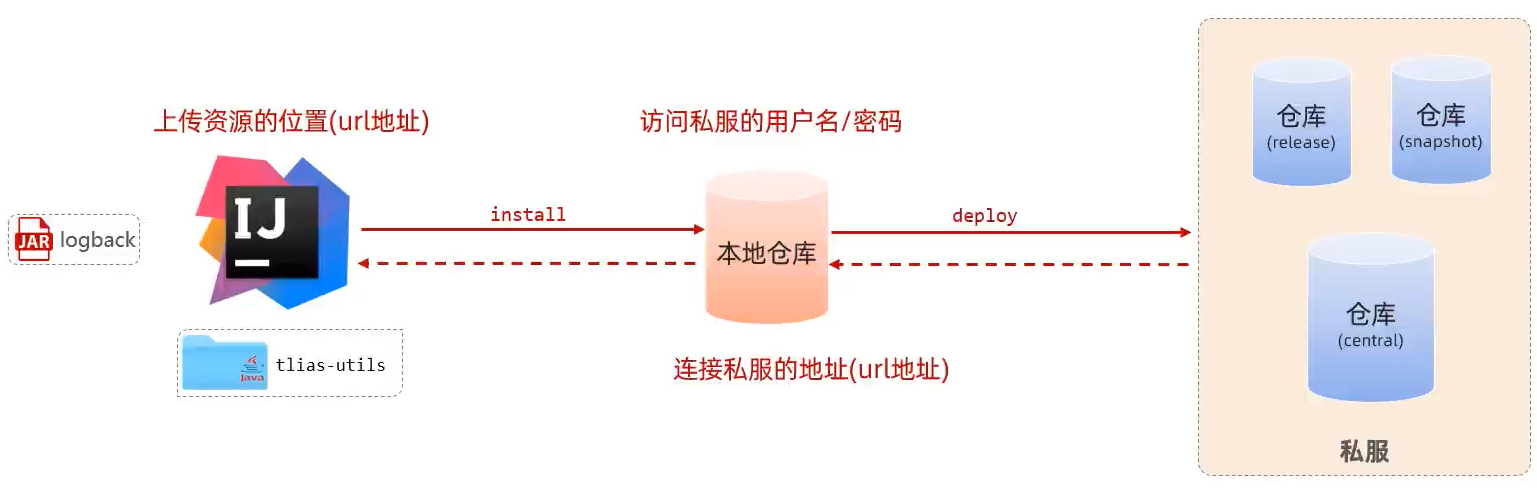 上传资源的位置(url地址)
访问私服的用户名/密码
仓库
(release)
仓库
(snapshot)
JAR logback
IJ
install
deploy
本地仓库
仓库
(central)
java
tlias-utils
连接私服的地址(url地址)
私服